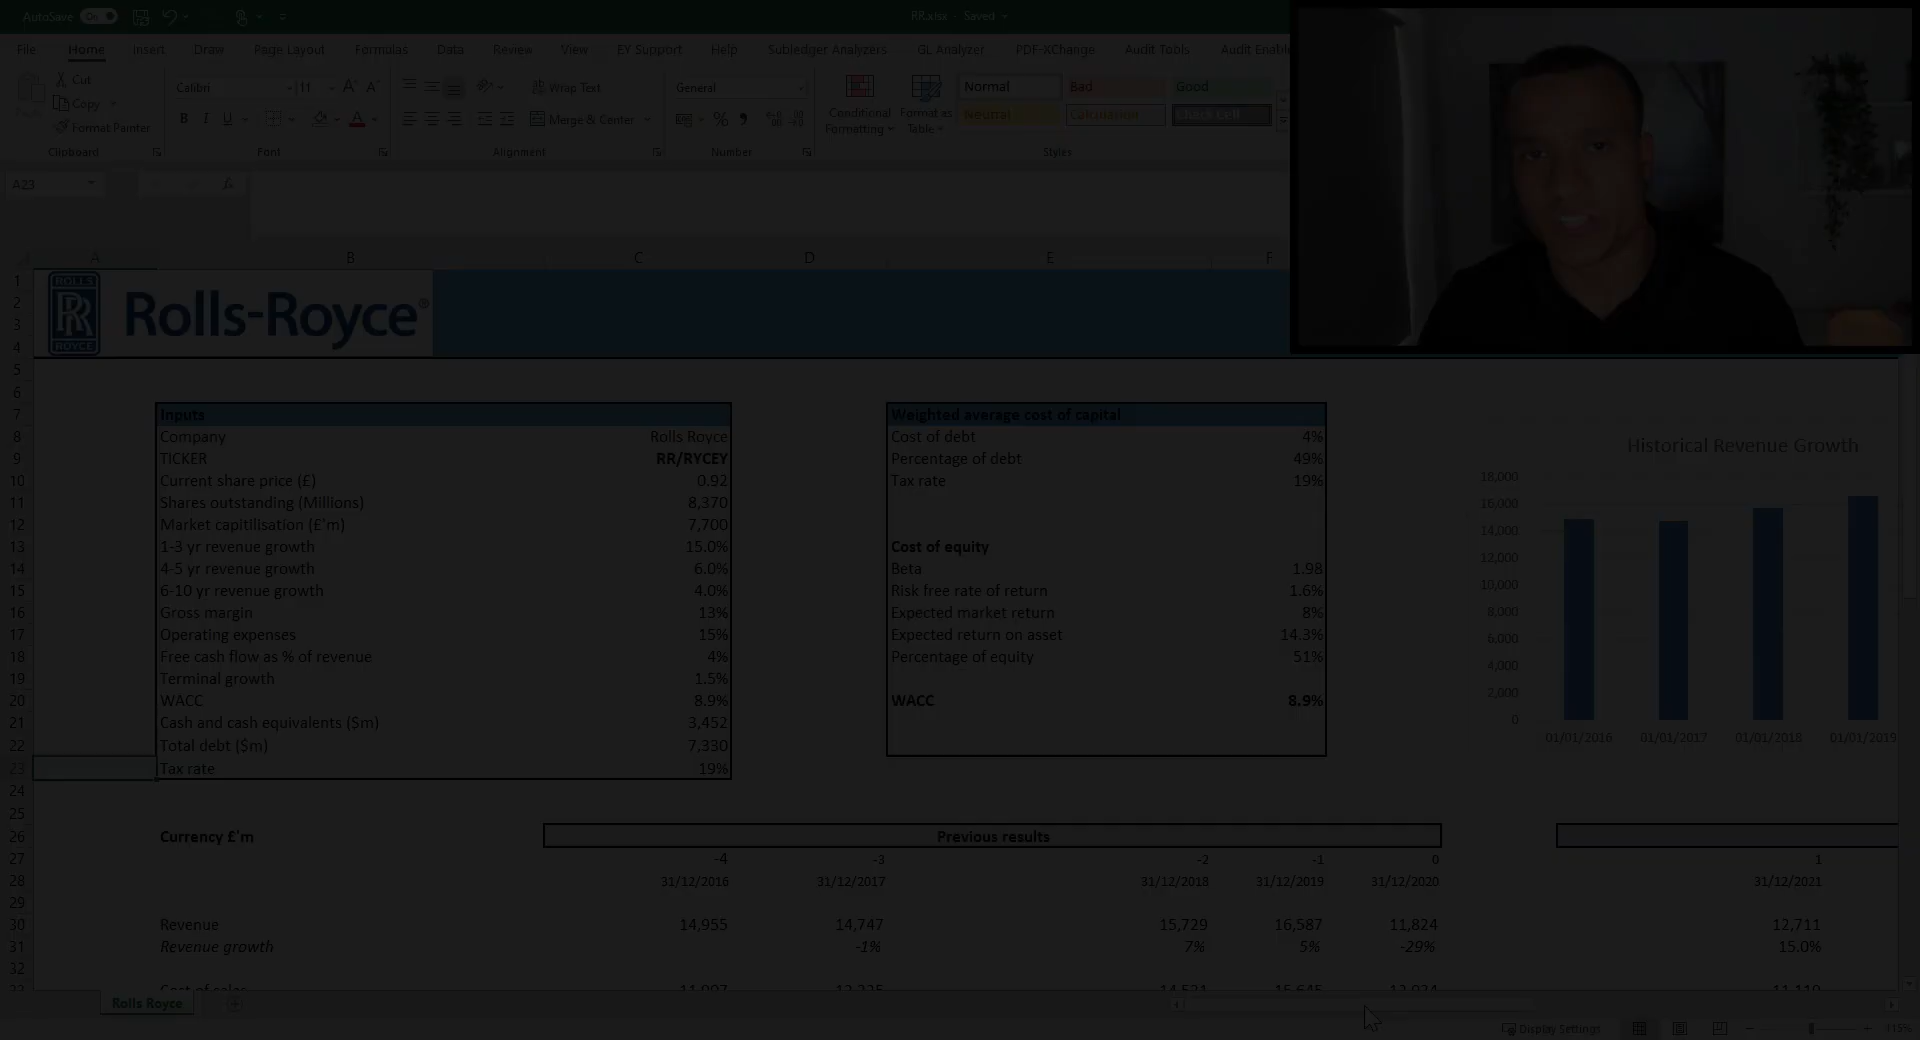 AutoSave On
RR.xlsx - Saved
File Home Insert Draw Page Layout Formulas Data Review View EY Support Help Subledger Analyzers GL Analyzer PDF-XChange Audit Tools Audit Enable
Cut
Copy
Format Painter
Clipboard
Calibri 11
Font
Wrap Text
Merge & Center
Alignment
General
Number
Conditional Formatting
Format as Table
Normal Bad Good
Neutral Calculation Check Cell
Styles
A23
A B C D E F
ROLLS
RR
ROYCE
Rolls-Royce®
Inputs
Company Rolls Royce
TICKER RR/RYCEY
Current share price (£) 0.92
Shares outstanding (Millions) 8,370
Market capitilisation (£'m) 7,700
1-3 yr revenue growth 15.0%
4-5 yr revenue growth 6.0%
6-10 yr revenue growth 4.0%
Gross margin 13%
Operating expenses 15%
Free cash flow as % of revenue 4%
Terminal growth 1.5%
WACC 8.9%
Cash and cash equivalents ($m) 3,452
Total debt ($m) 7,330
Tax rate 19%
Weighted average cost of capital
Cost of debt 4%
Percentage of debt 49%
Tax rate 19%
Cost of equity
Beta 1.98
Risk free rate of return 1.6%
Expected market return 8%
Expected return on asset 14.3%
Percentage of equity 51%
WACC 8.9%
Historical Revenue Growth
18,000
16,000
14,000
12,000
10,000
8,000
6,000
4,000
2,000
0
01/01/2016 01/01/2017 01/01/2018 01/01/2019
Currency £'m Previous results
-4 -3 -2 -1 0 1
31/12/2016 31/12/2017 31/12/2018 31/12/2019 31/12/2020 31/12/2021
Revenue 14,955 14,747 15,729 16,587 11,824 12,711
Revenue growth -1% 7% 5% -29% 15.0%
Rolls Royce
Display Settings 115%